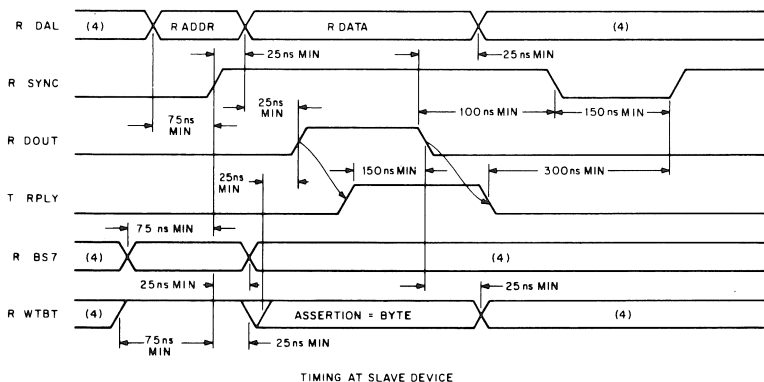 R DAL (4) R ADDR R DATA (4)
25ns MIN 25ns MIN
R SYNC
75ns MIN 25ns MIN 100ns MIN 150ns MIN
R DOUT
25ns MIN 150ns MIN 300ns MIN
T RPLY
75 ns MIN
R BS7 (4) (4)
25ns MIN 25ns MIN
R WTBT (4) ASSERTION = BYTE (4)
75ns MIN 25ns MIN
TIMING AT SLAVE DEVICE